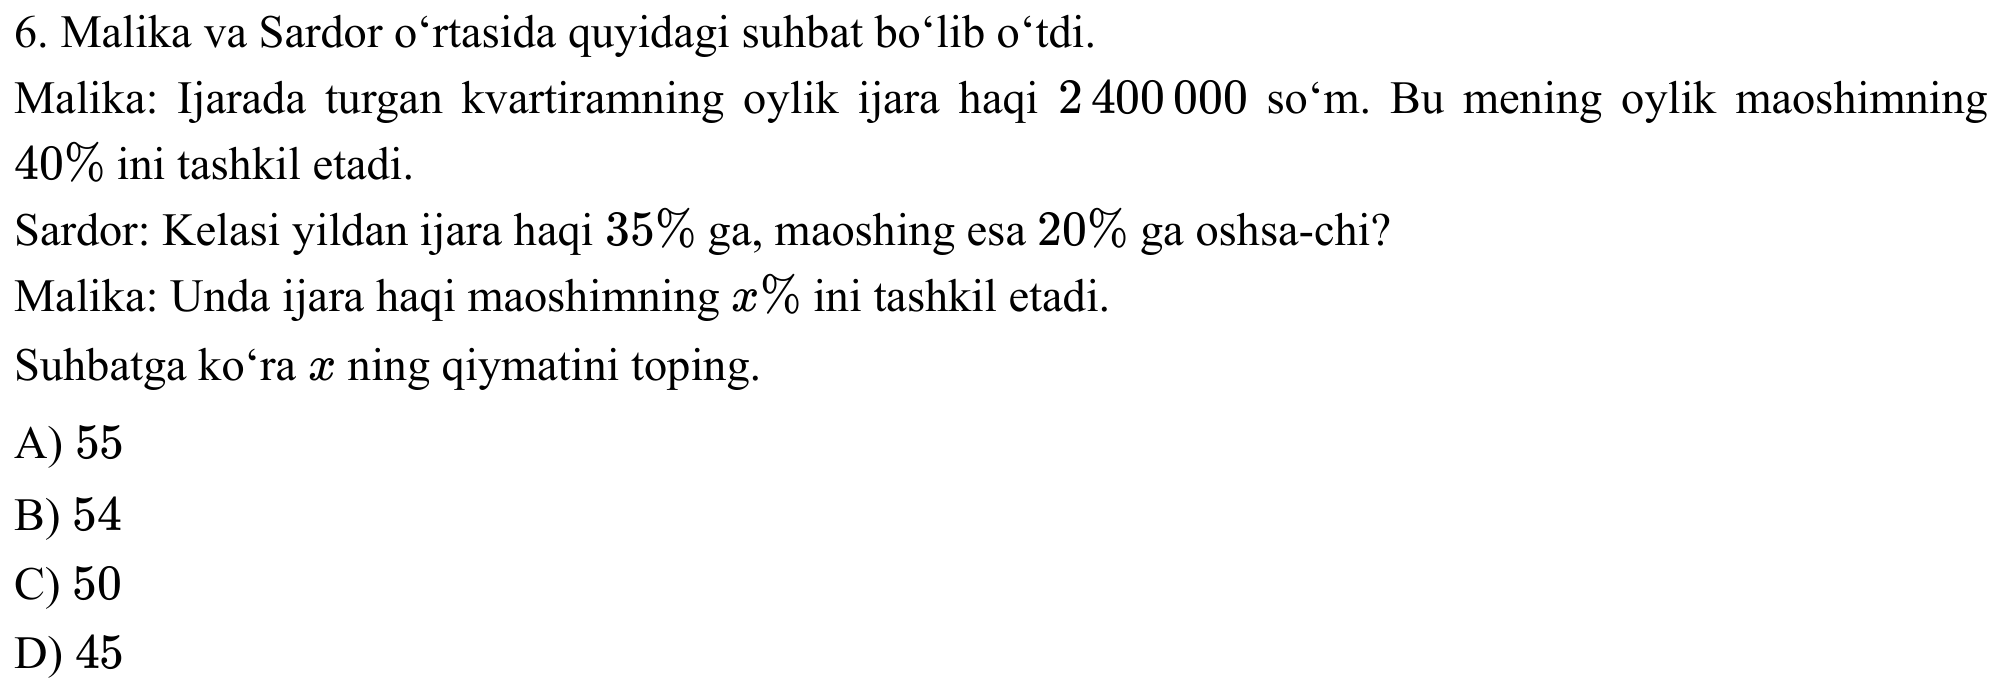 6. Malika va Sardor o‘rtasida quyidagi suhbat bo‘lib o‘tdi.
Malika: Ijarada turgan kvartiramning oylik ijara haqi 2 400 000 so‘m. Bu mening oylik maoshimning
40% ini tashkil etadi.
Sardor: Kelasi yildan ijara haqi 35% ga, maoshing esa 20% ga oshsa-chi?
Malika: Unda ijara haqi maoshimning x% ini tashkil etadi.
Suhbatga ko‘ra x ning qiymatini toping.
A) 55
B) 54
C) 50
D) 45